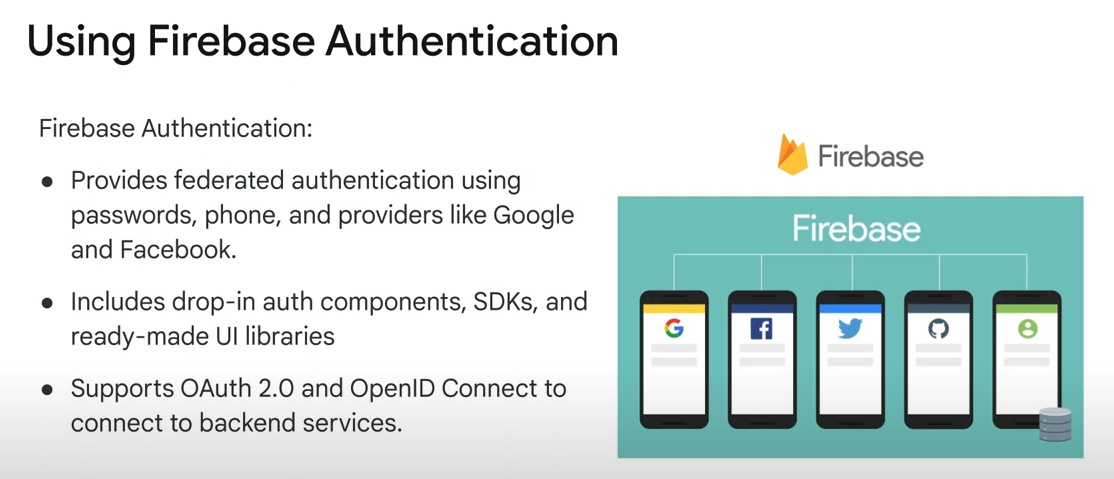 Using Firebase Authentication
Firebase Authentication:
● Provides federated authentication using
passwords, phone, and providers like Google
and Facebook.
● Includes drop-in auth components, SDKs, and
ready-made UI libraries
● Supports OAuth 2.0 and OpenID Connect to
connect to backend services.
Firebase
Firebase